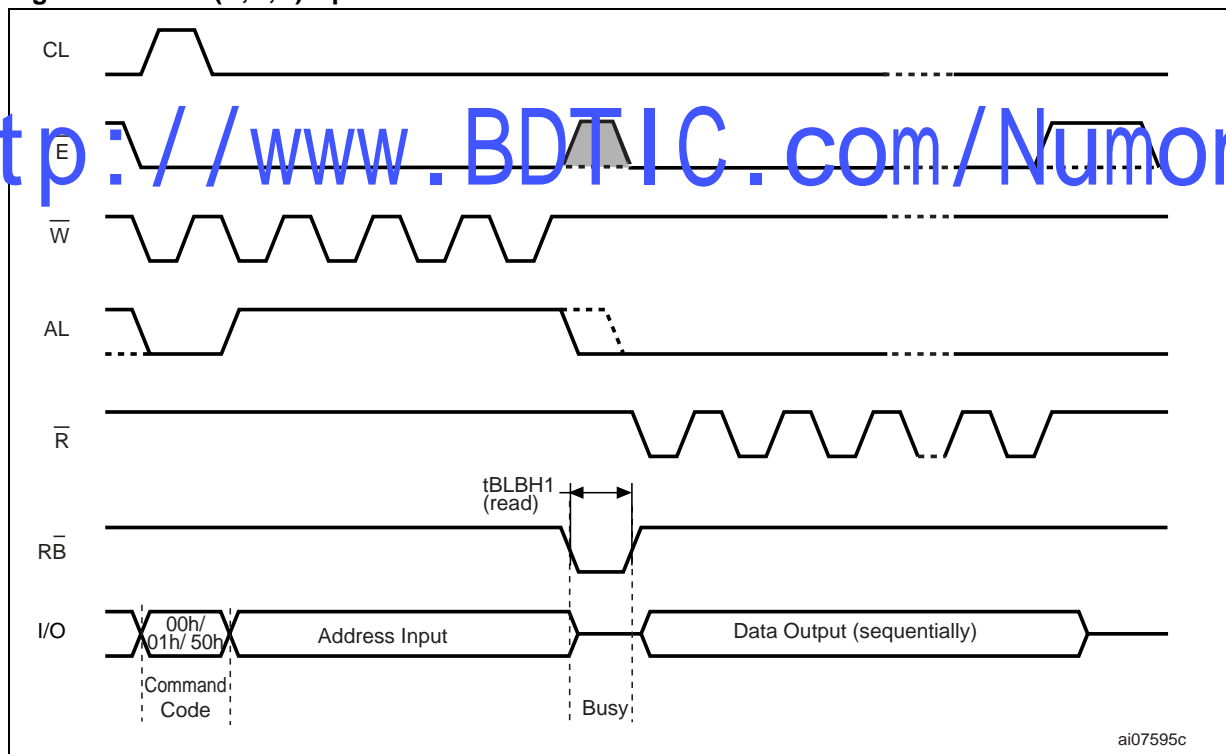 CL
E
tp://www.BDTIC.com/Numon
W
AL
R
tBLBH1
(read)
RB
I/O
00h/
01h/ 50h
Address Input
Data Output (sequentially)
Command
Code
Busy
ai07595c